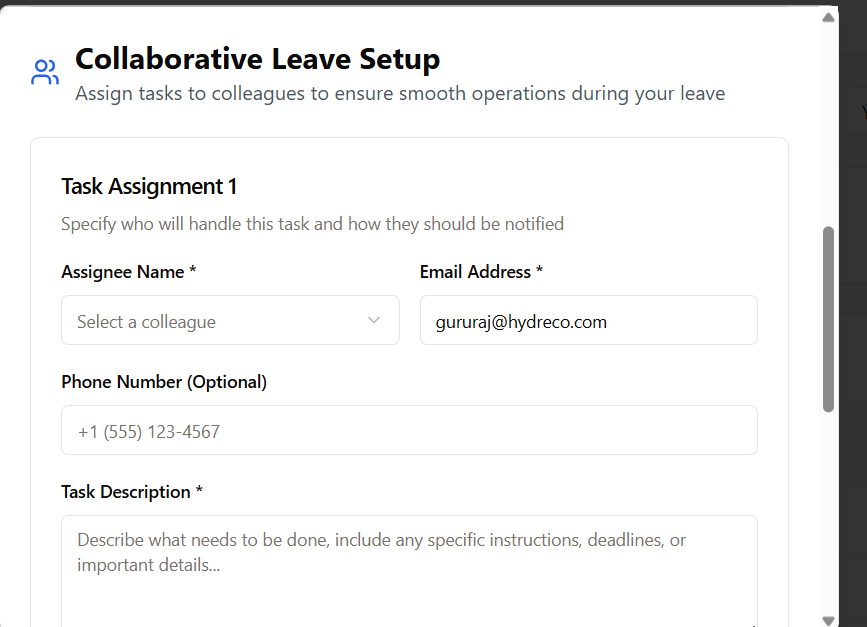 Collaborative Leave Setup
Assign tasks to colleagues to ensure smooth operations during your leave
Task Assignment 1
Specify who will handle this task and how they should be notified
Assignee Name *
Email Address *
Select a colleague
gururaj@hydreco.com
Phone Number (Optional)
+1 (555) 123-4567
Task Description *
Describe what needs to be done, include any specific instructions, deadlines, or
important details...